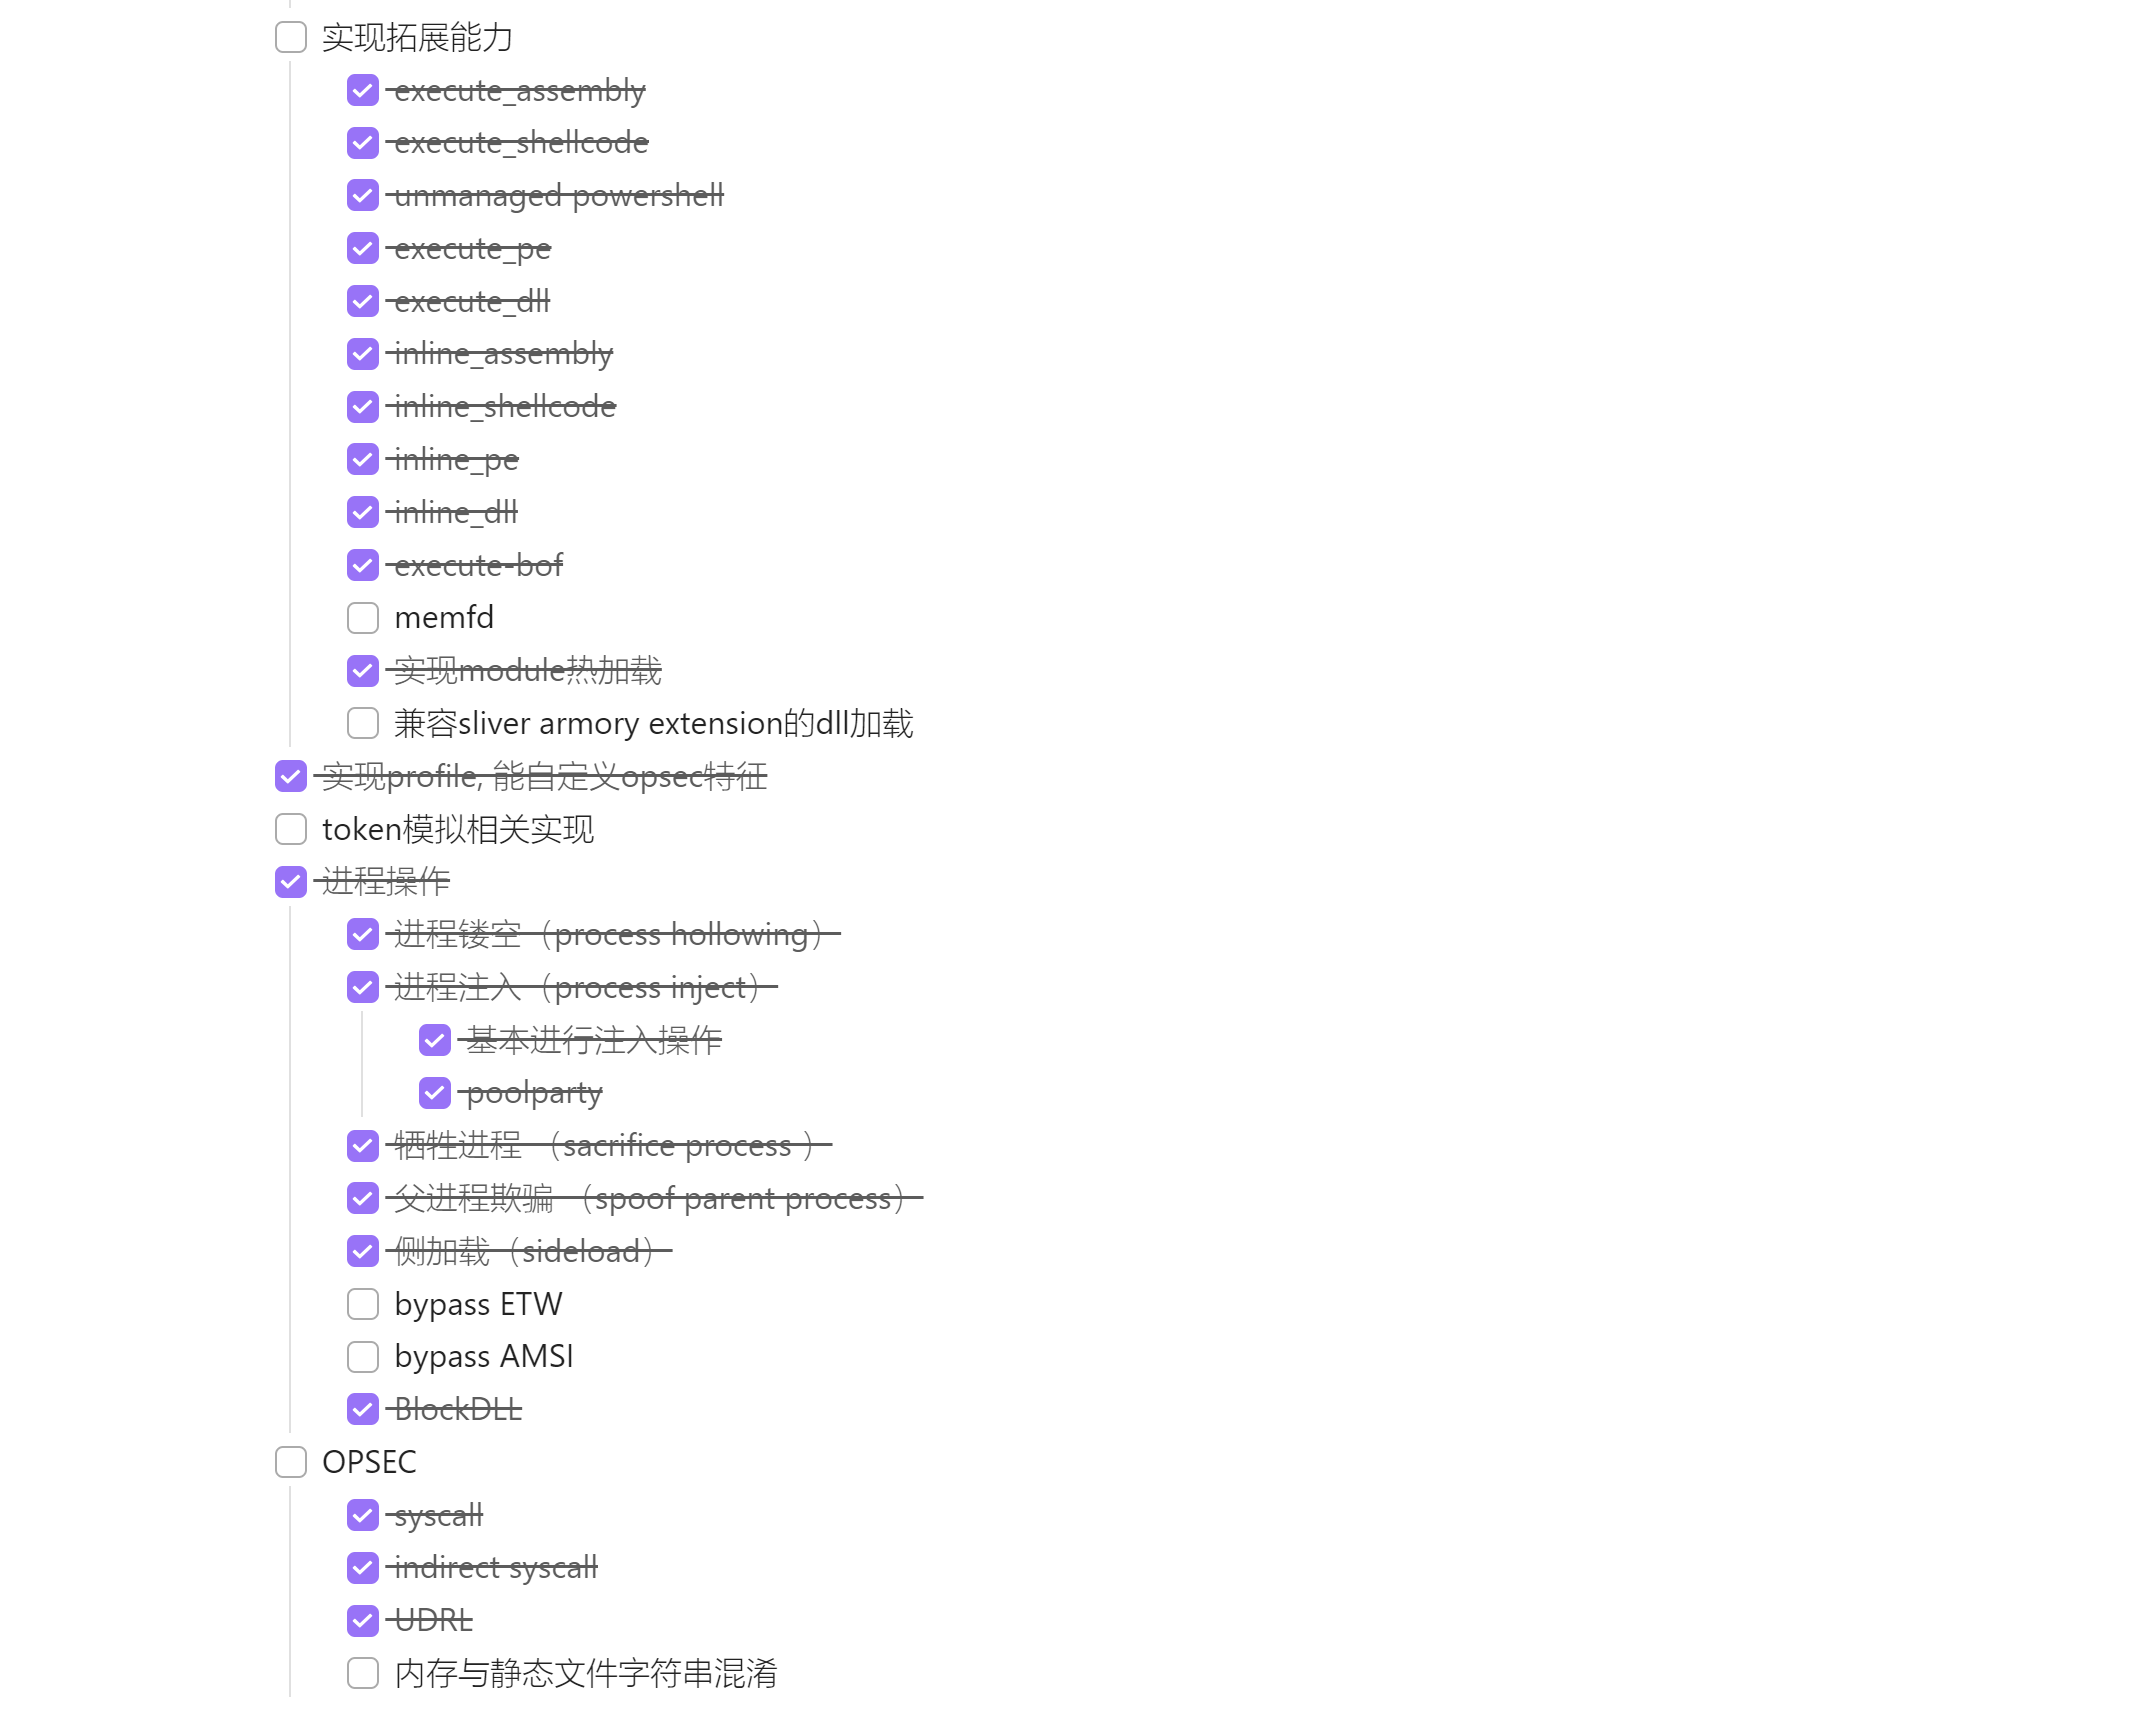 实现拓展能力
execute_assembly
execute_shellcode
unmanaged powershell
execute_pe
execute_dll
inline_assembly
inline_shellcode
inline_pe
inline_dll
execute-bof
memfd
实现module热加载
兼容sliver armory extension的dll加载
实现profile, 能自定义opsec特征
token模拟相关实现
进程操作
进程镂空（process hollowing）
进程注入（process inject）
基本进行注入操作
poolparty
牺牲进程 （sacrifice process ）
父进程欺骗 （spoof parent process）
侧加载（sideload）
bypass ETW
bypass AMSI
BlockDLL
OPSEC
syscall
indirect syscall
UDRL
内存与静态文件字符串混淆